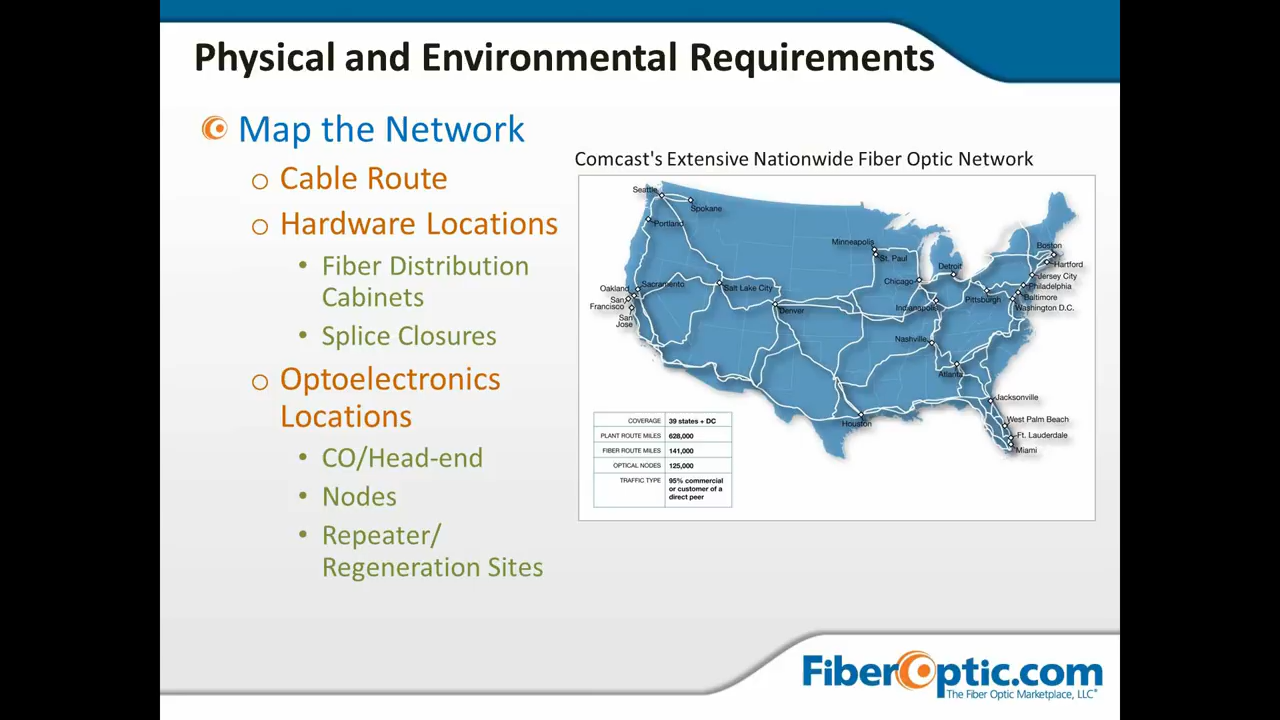 Physical and Environmental Requirements
Map the Network
o Cable Route
o Hardware Locations
• Fiber Distribution
Cabinets
• Splice Closures
o Optoelectronics
Locations
• CO/Head-end
• Nodes
• Repeater/
Regeneration Sites
Comcast's Extensive Nationwide Fiber Optic Network
Seattle
Spokane
Portland
Minneapolis
St. Paul
Boston
Hartford
Detroit
Jersey City
Chicago
Philadelphia
Oakland
Sacramento
Salt Lake City
Pittsburgh
Baltimore
San
Francisco
Denver
Indianapolis
Washington D.C.
San
Jose
Nashville
Atlanta
Jacksonville
Houston
West Palm Beach
Ft. Lauderdale
Miami
COVERAGE 39 states + DC
PLANT ROUTE MILES 628,000
FIBER ROUTE MILES 141,000
OPTICAL NODES 125,000
TRAFFIC TYPE 95% commercial
or customer of a
direct peer
FiberOptic.com
The Fiber Optic Marketplace, LLC®